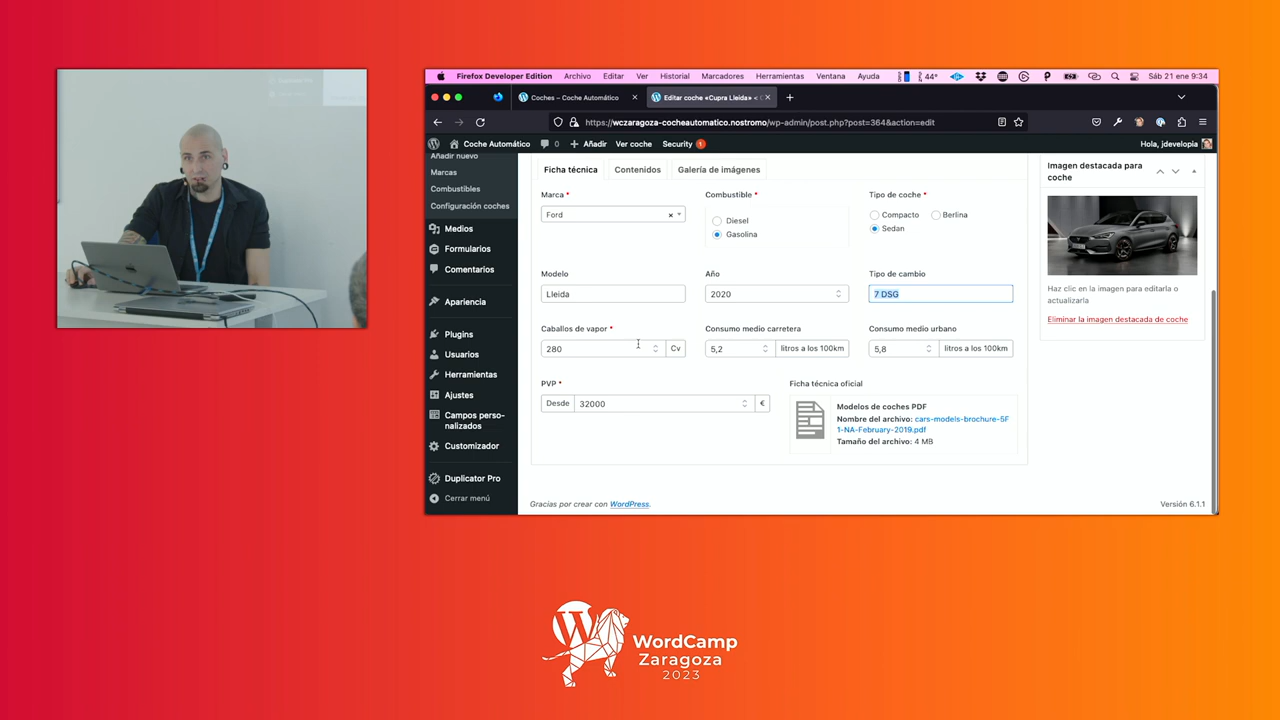 Firefox Developer Edition Archivo Editar Ver Historial Marcadores Herramientas Ventana Ayuda 44° Sáb 21 ene 9:34
Coches – Coche Automático Editar coche «Cupra Lleida» <
https://wczaragoza-cocheautomatico.nostromo/wp-admin/post.php?post=364&action=edit
Coche Automático 0 Añadir Ver coche Security 1 Hola, jdevelopia
Añadir nuevo
Marcas
Combustibles
Configuración coches
Medios
Formularios
Comentarios
Apariencia
Plugins
Usuarios
Herramientas
Ajustes
Campos perso-
nalizados
Customizador
Duplicator Pro
Cerrar menú
Ficha técnica Contenidos Galería de imágenes
Marca * Combustible * Tipo de coche *
Ford
Diesel
Gasolina
Compacto Berlina
Sedan
Modelo Año Tipo de cambio
Lleida 2020 7 DSG
Caballos de vapor * Consumo medio carretera Consumo medio urbano
280 Cv 5,2 litros a los 100km 5,8 litros a los 100km
PVP * Ficha técnica oficial
Desde 32000 €
Modelos de coches PDF
Nombre del archivo: cars-models-brochure-5F
1-NA-February-2019.pdf
Tamaño del archivo: 4 MB
Imagen destacada para
coche
Haz clic en la imagen para editarla o
actualizarla
Eliminar la imagen destacada de coche
Gracias por crear con WordPress. Versión 6.1.1
WordCamp
Zaragoza
2023